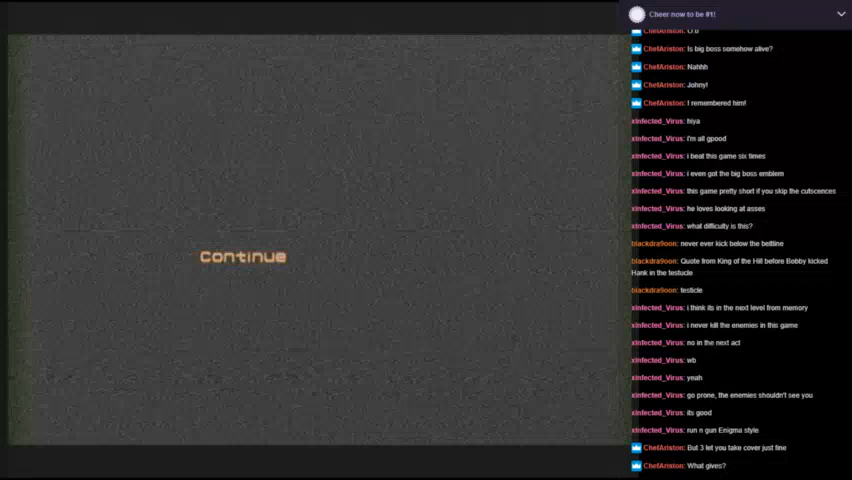 Cheer now to be #1!
Continue
ChefAriston: O.o
ChefAriston: Is big boss somehow alive?
ChefAriston: Nahhh
ChefAriston: Johny!
ChefAriston: I remembered him!
xInfected_Virus: hiya
xInfected_Virus: i'm all gpood
xInfected_Virus: i beat this game six times
xInfected_Virus: i even got the big boss emblem
xInfected_Virus: this game pretty short if you skip the cutscences
xInfected_Virus: he loves looking at asses
xInfected_Virus: what difficulty is this?
blackdra9oon: never ever kick below the beltline
blackdra9oon: Quote from King of the Hill before Bobby kicked
Hank in the testucle
blackdra9oon: testicle
xInfected_Virus: i think its in the next level from memory
xInfected_Virus: i never kill the enemies in this game
xInfected_Virus: no in the next act
xInfected_Virus: wb
xInfected_Virus: yeah
xInfected_Virus: go prone, the enemies shouldn't see you
xInfected_Virus: its good
xInfected_Virus: run n gun Enigma style
ChefAriston: But 3 let you take cover just fine
ChefAriston: What gives?